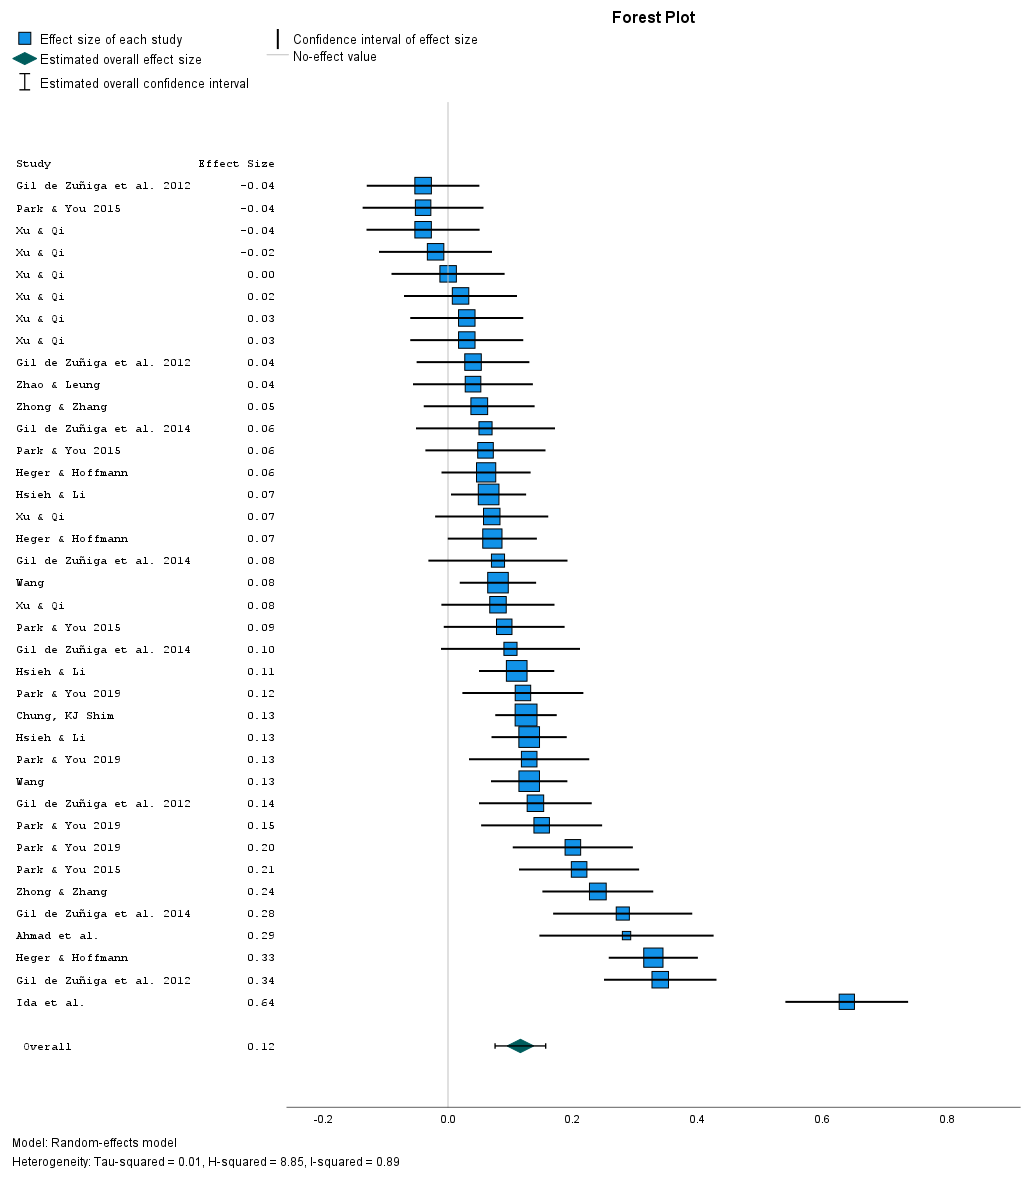 Forest Plot
Effect size of each study
Estimated overall effect size
Estimated overall confidence interval
Confidence interval of effect size
No-effect value
Study Effect Size
Gil de Zuñiga et al. 2012 -0.04
Park & You 2015 -0.04
Xu & Qi -0.04
Xu & Qi -0.02
Xu & Qi 0.00
Xu & Qi 0.02
Xu & Qi 0.03
Xu & Qi 0.03
Gil de Zuñiga et al. 2012 0.04
Zhao & Leung 0.04
Zhong & Zhang 0.05
Gil de Zuñiga et al. 2014 0.06
Park & You 2015 0.06
Heger & Hoffmann 0.06
Hsieh & Li 0.07
Xu & Qi 0.07
Heger & Hoffmann 0.07
Gil de Zuñiga et al. 2014 0.08
Wang 0.08
Xu & Qi 0.08
Park & You 2015 0.09
Gil de Zuñiga et al. 2014 0.10
Hsieh & Li 0.11
Park & You 2019 0.12
Chung, KJ Shim 0.13
Hsieh & Li 0.13
Park & You 2019 0.13
Wang 0.13
Gil de Zuñiga et al. 2012 0.14
Park & You 2019 0.15
Park & You 2019 0.20
Park & You 2015 0.21
Zhong & Zhang 0.24
Gil de Zuñiga et al. 2014 0.28
Ahmad et al. 0.29
Heger & Hoffmann 0.33
Gil de Zuñiga et al. 2012 0.34
Ida et al. 0.64
Overall 0.12
-0.2 0.0 0.2 0.4 0.6 0.8
Model: Random-effects model
Heterogeneity: Tau-squared = 0.01, H-squared = 8.85, I-squared = 0.89